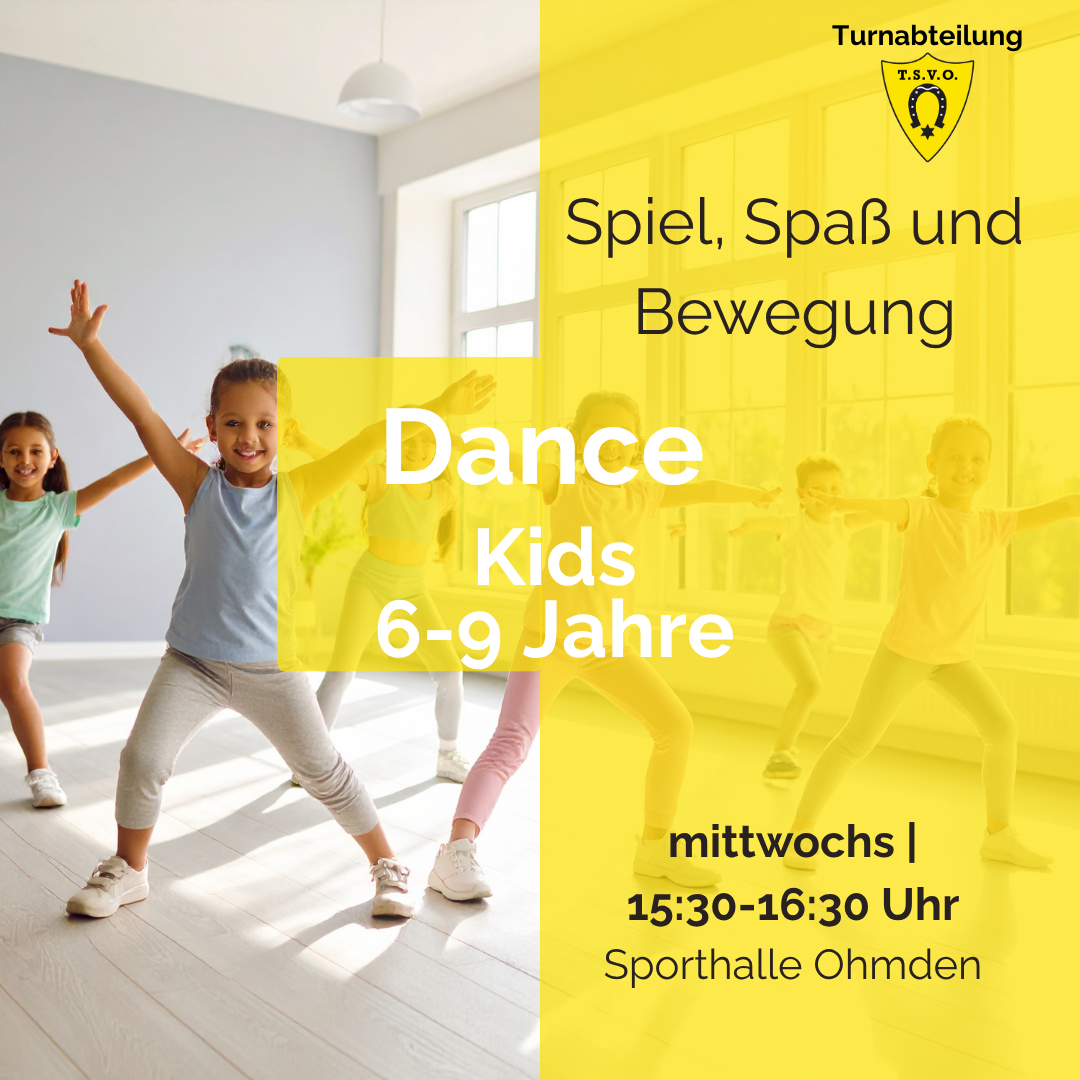 Turnabteilung
T.S.V.O.
Spiel, Spaß und
Bewegung
Dance
Kids
6-9 Jahre
mittwochs |
15:30-16:30 Uhr
Sporthalle Ohmden